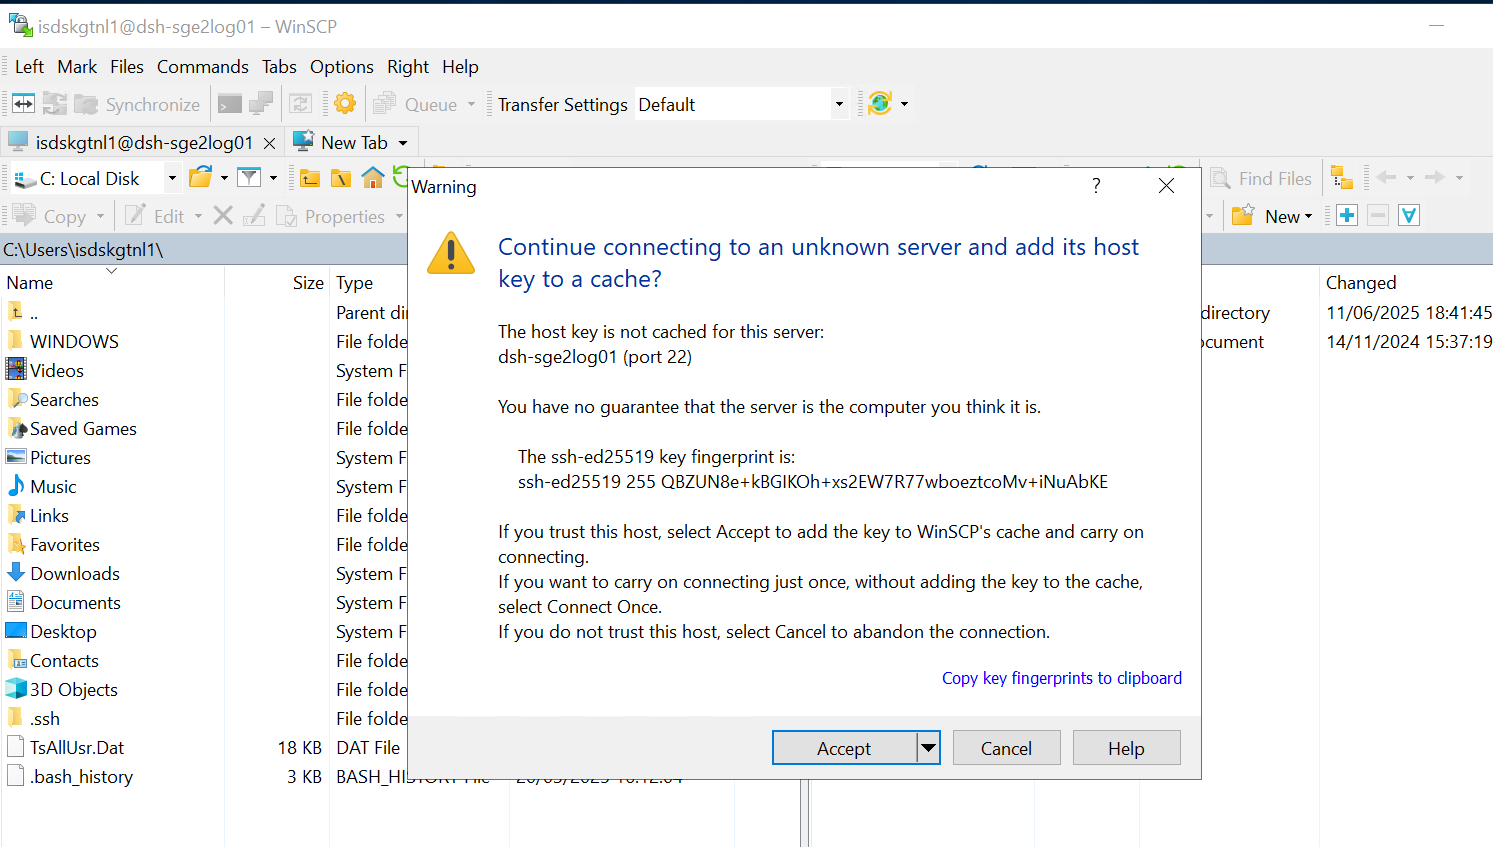 isdskgtnl1@dsh-sge2log01 – WinSCP
Left Mark Files Commands Tabs Options Right Help
Synchronize Queue Transfer Settings Default
isdskgtnl1@dsh-sge2log01 New Tab
C: Local Disk Find Files
Copy Edit Properties New
C:\Users\isdskgtnl1\
Name Size Type Changed
.. Parent directory 11/06/2025 18:41:45
WINDOWS File folde 14/11/2024 15:37:19
Videos System F
Searches File folde
Saved Games File folde
Pictures System F
Music System F
Links File folde
Favorites File folde
Downloads System F
Documents System F
Desktop System F
Contacts File folde
3D Objects File folde
.ssh File folde
TsAllUsr.Dat 18 KB DAT File
.bash_history 3 KB
Warning ?
Continue connecting to an unknown server and add its host
key to a cache?
The host key is not cached for this server:
dsh-sge2log01 (port 22)
You have no guarantee that the server is the computer you think it is.
The ssh-ed25519 key fingerprint is:
ssh-ed25519 255 QBZUN8e+kBGIKOh+xs2EW7R77wboeztcoMv+iNuAbKE
If you trust this host, select Accept to add the key to WinSCP's cache and carry on
connecting.
If you want to carry on connecting just once, without adding the key to the cache,
select Connect Once.
If you do not trust this host, select Cancel to abandon the connection.
Copy key fingerprints to clipboard
Accept Cancel Help